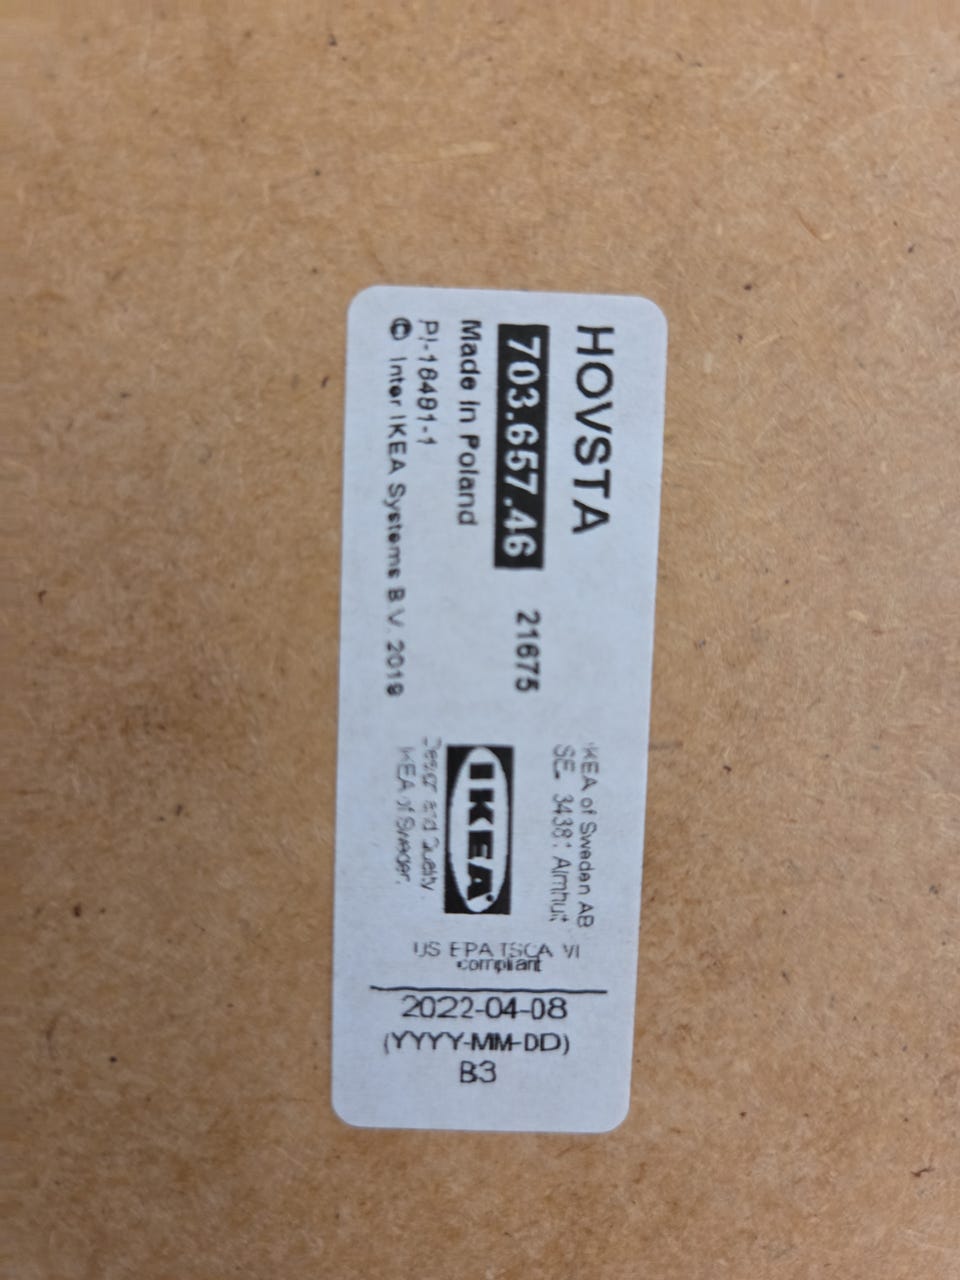 HOVSTA
703.657.46
21675
Made in Poland
PI-18491-1
© Inter IKEA Systems B.V. 2018
IKEA of Sweden AB
SE- 34381 Älmhult
IKEA
Design and Quality
IKEA of Sweden
US EPA TSCA VI
compliant
2022-04-08
(YYYY-MM-DD)
B3